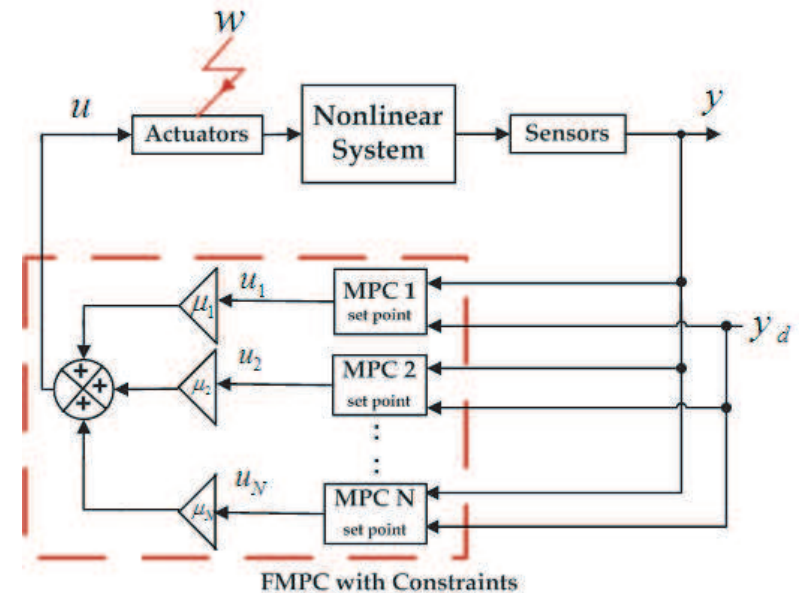 w
u
Actuators
Nonlinear
System
Sensors
y
μ1
u1
MPC 1
set point
yd
μ2
u2
MPC 2
set point
μN
uN
MPC N
set point
+
+
+
FMPC with Constraints